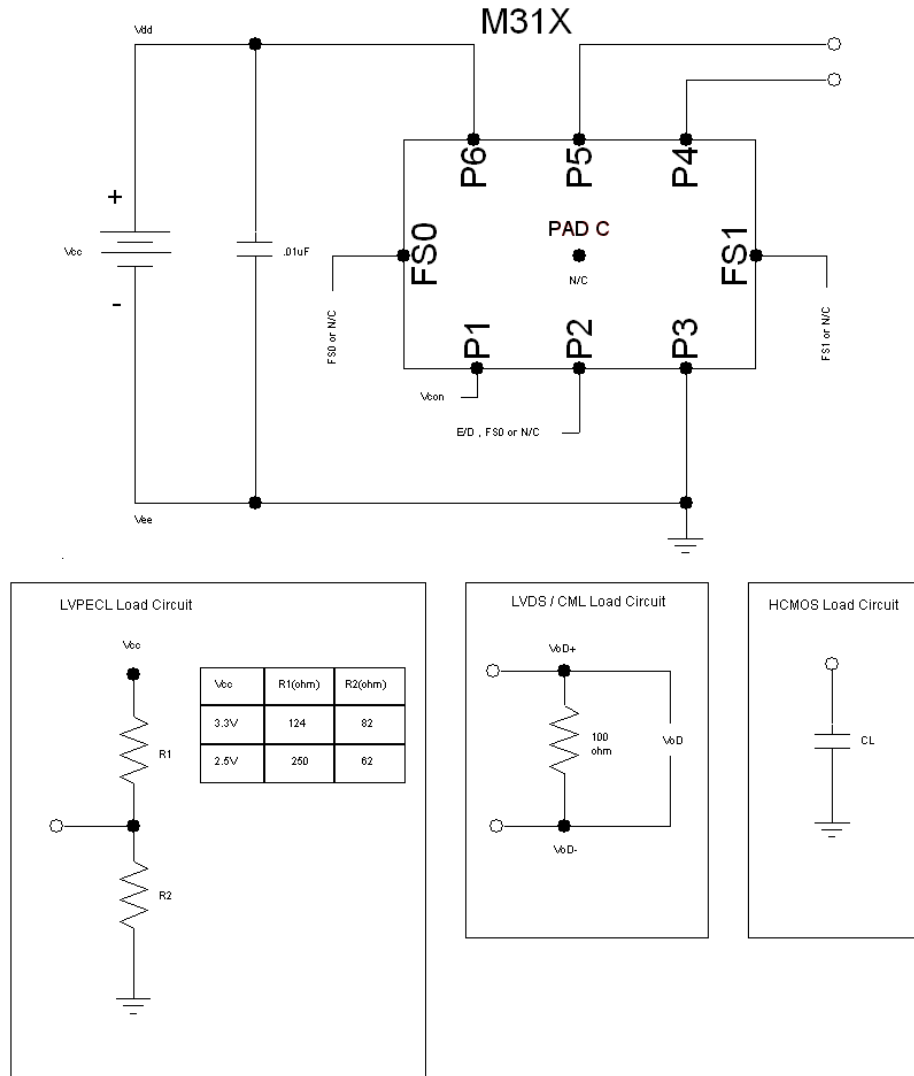 M31X
Vdd
P6
P5
P4
+
Vcc
-
.01uF
FS0
PAD C
N/C
FS1
FS0 or N/C
FS1 or N/C
P1
P2
P3
Vcon
E/D , FS0 or N/C
Vee
LVPECL Load Circuit
Vcc
R1
R2
Vcc R1(ohm) R2(ohm)
3.3V 124 82
2.5V 250 62
LVDS / CML Load Circuit
VoD+
100
ohm
VoD
VoD-
HCMOS Load Circuit
CL